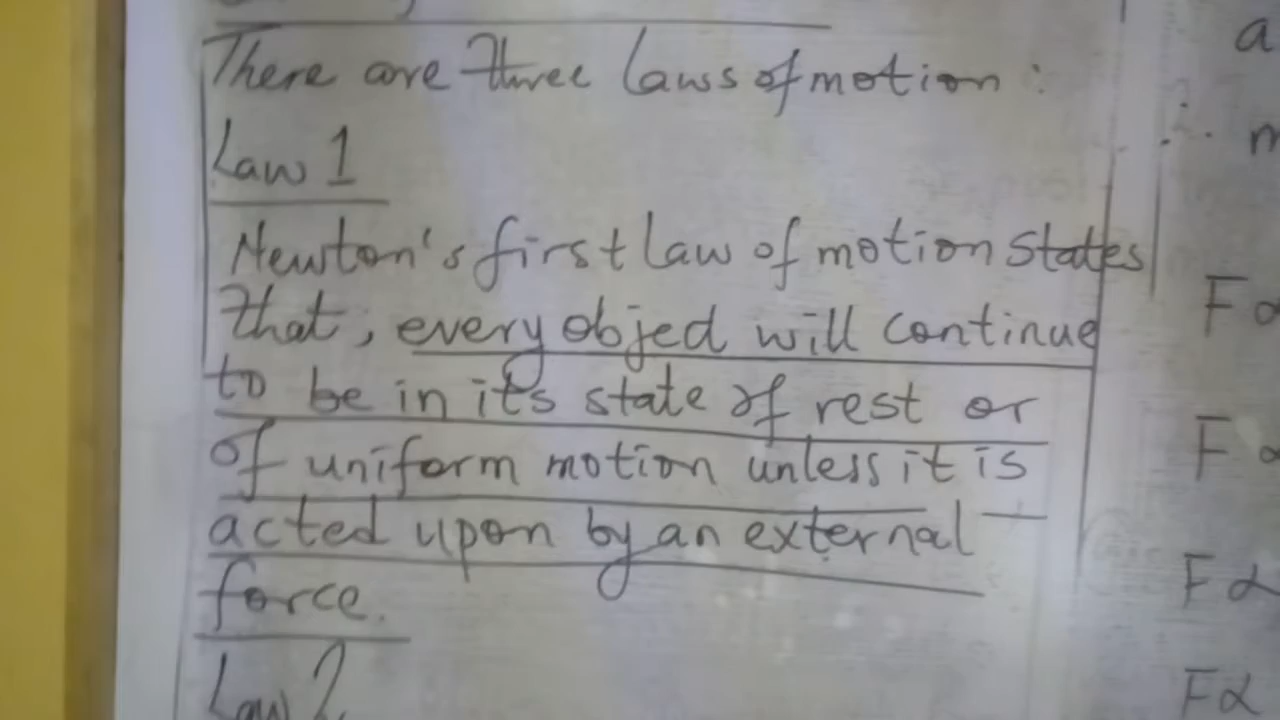 There are three laws of motion :
Law 1
Newton's first law of motion states
that, every object will continue
to be in its state of rest or
of uniform motion unless it is
acted upon by an external
force.
Law 2
a
∴ m
F α
F α
F α
F α